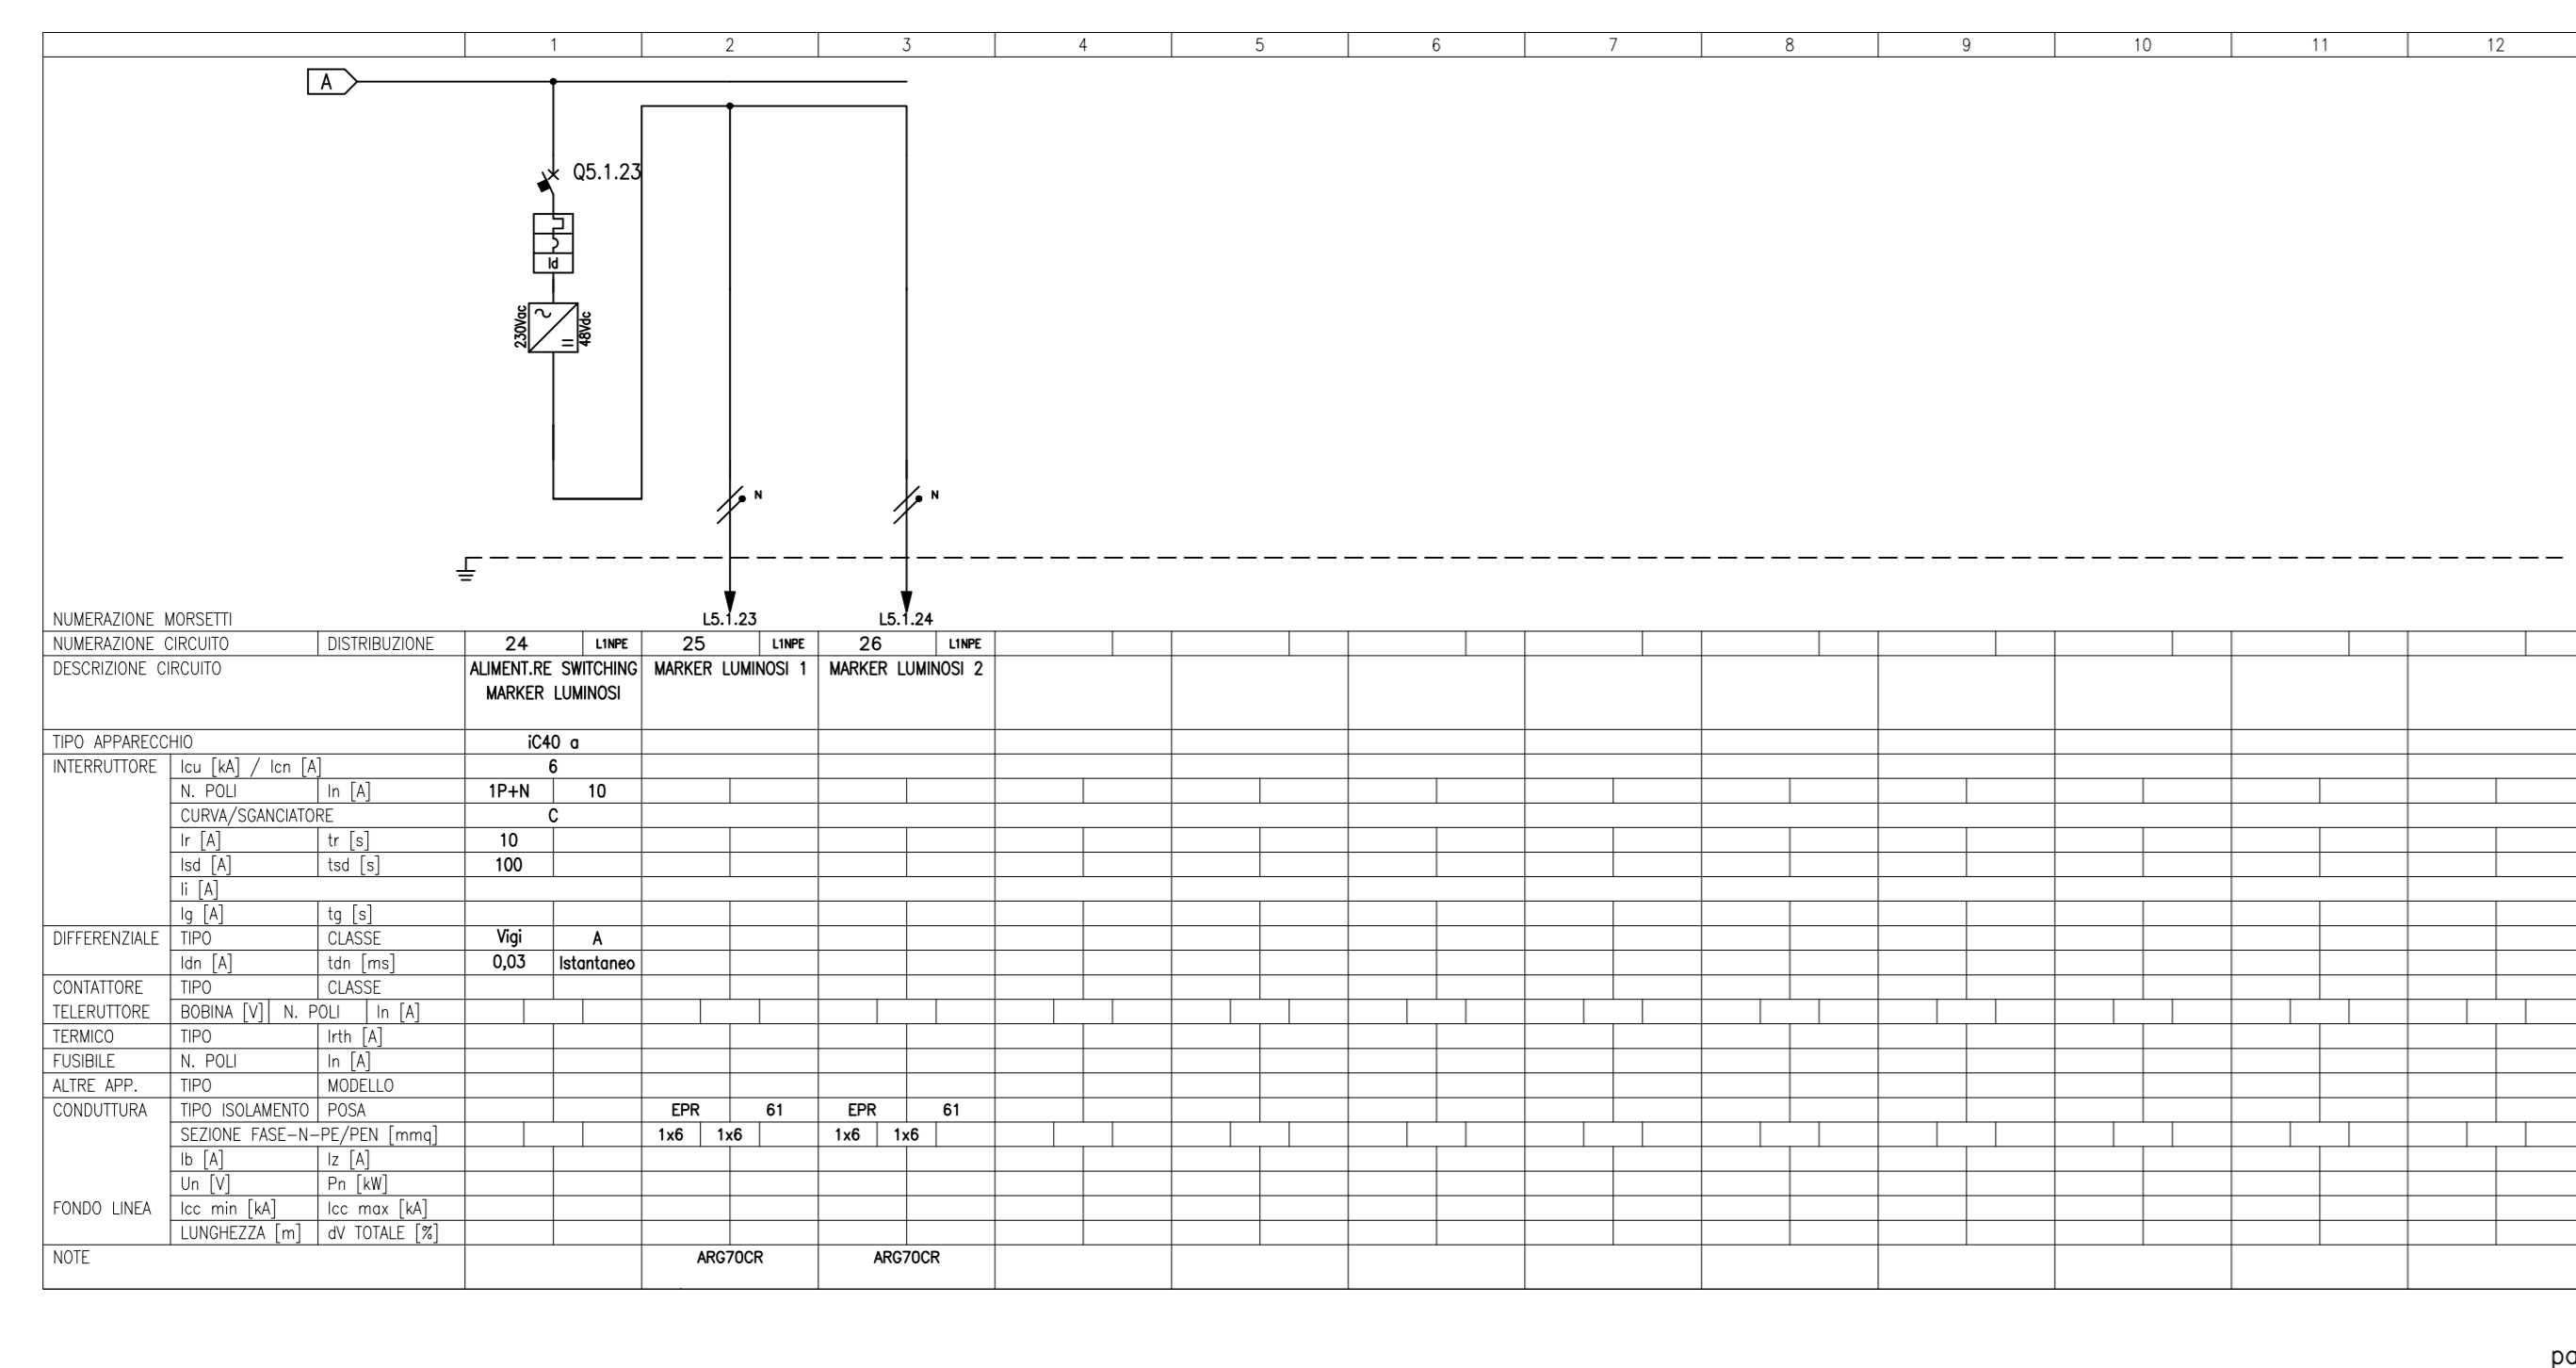 1 2 3 4 5 6 7 8 9 10 11 12
A
Q5.1.23
Id
230Vac 48Vdc
N N
NUMERAZIONE MORSETTI L5.1.23 L5.1.24
NUMERAZIONE CIRCUITO DISTRIBUZIONE 24 L1NPE 25 L1NPE 26 L1NPE
DESCRIZIONE CIRCUITO ALIMENT.RE SWITCHING MARKER LUMINOSI 1 MARKER LUMINOSI 2
MARKER LUMINOSI
TIPO APPARECCHIO iC40 a
INTERRUTTORE Icu [kA] / Icn [A] 6
N. POLI In [A] 1P+N 10
CURVA/SGANCIATORE C
Ir [A] tr [s] 10
Isd [A] tsd [s] 100
Ii [A]
Ig [A] tg [s]
DIFFERENZIALE TIPO CLASSE Vigi A
Idn [A] tdn [ms] 0,03 Istantaneo
CONTATTORE TIPO CLASSE
TELERUTTORE BOBINA [V] N. POLI In [A]
TERMICO TIPO Irth [A]
FUSIBILE N. POLI In [A]
ALTRE APP. TIPO MODELLO
CONDUTTURA TIPO ISOLAMENTO POSA EPR 61 EPR 61
SEZIONE FASE-N-PE/PEN [mmq] 1x6 1x6 1x6 1x6
Ib [A] Iz [A]
Un [V] Pn [kW]
FONDO LINEA Icc min [kA] Icc max [kA]
LUNGHEZZA [m] dV TOTALE [%]
NOTE ARG7OCR ARG7OCR